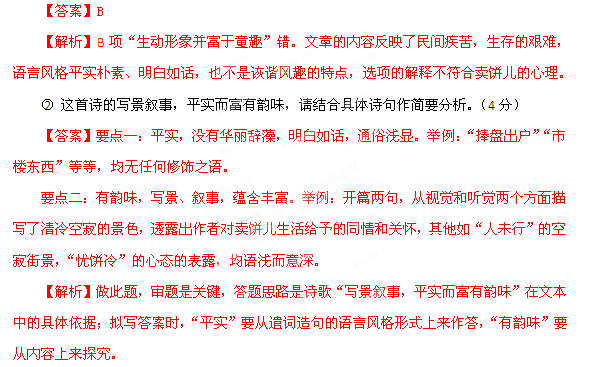 【答案】B
【解析】B 项“生动形象并富于童趣”错。文章的内容反映了民间疾苦，生存的艰难，
语言风格平实朴素、明白如话，也不是诙谐风趣的特点，选项的解释不符合卖饼儿的心理。
② 这首诗的写景叙事，平实而富有韵味，请结合具体诗句作简要分析。（4 分）
【答案】要点一：平实，没有华丽辞藻，明白如话，通俗浅显。举例：“捧盘出户”“市
楼东西”等等，均无任何修饰之语。
要点二：有韵味，写景、叙事，蕴含丰富。举例：开篇两句，从视觉和听觉两个方面描
写了清冷空寂的景色，透露出作者对卖饼儿生活给予的同情和关怀，其他如“人未行”的空
寂街景，“忧饼冷”的心态的表露，均语浅而意深。
【解析】做此题，审题是关键，答题思路是诗歌“写景叙事，平实而富有韵味”在文本
中的具体依据；拟写答案时，“平实”要从遣词造句的语言风格形式上来作答，“有韵味”要
从内容上来探究。